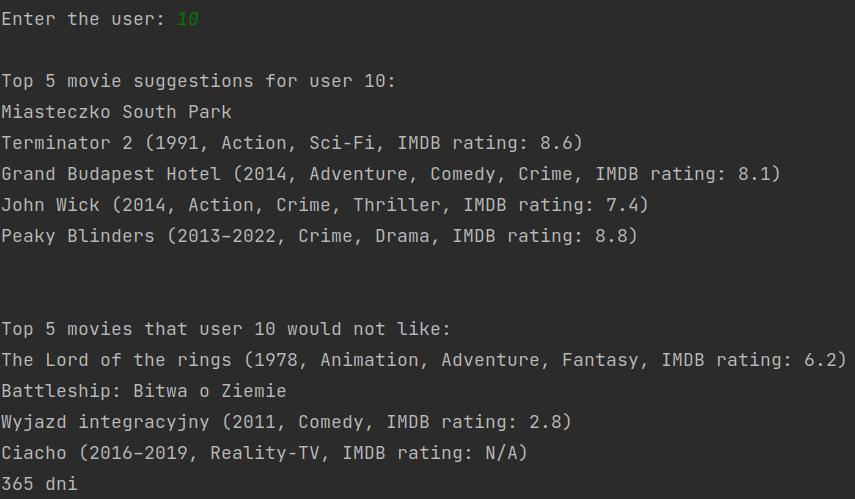 Enter the user: 10
Top 5 movie suggestions for user 10:
Miasteczko South Park
Terminator 2 (1991, Action, Sci-Fi, IMDB rating: 8.6)
Grand Budapest Hotel (2014, Adventure, Comedy, Crime, IMDB rating: 8.1)
John Wick (2014, Action, Crime, Thriller, IMDB rating: 7.4)
Peaky Blinders (2013–2022, Crime, Drama, IMDB rating: 8.8)
Top 5 movies that user 10 would not like:
The Lord of the rings (1978, Animation, Adventure, Fantasy, IMDB rating: 6.2)
Battleship: Bitwa o Ziemie
Wyjazd integracyjny (2011, Comedy, IMDB rating: 2.8)
Ciacho (2016–2019, Reality-TV, IMDB rating: N/A)
365 dni